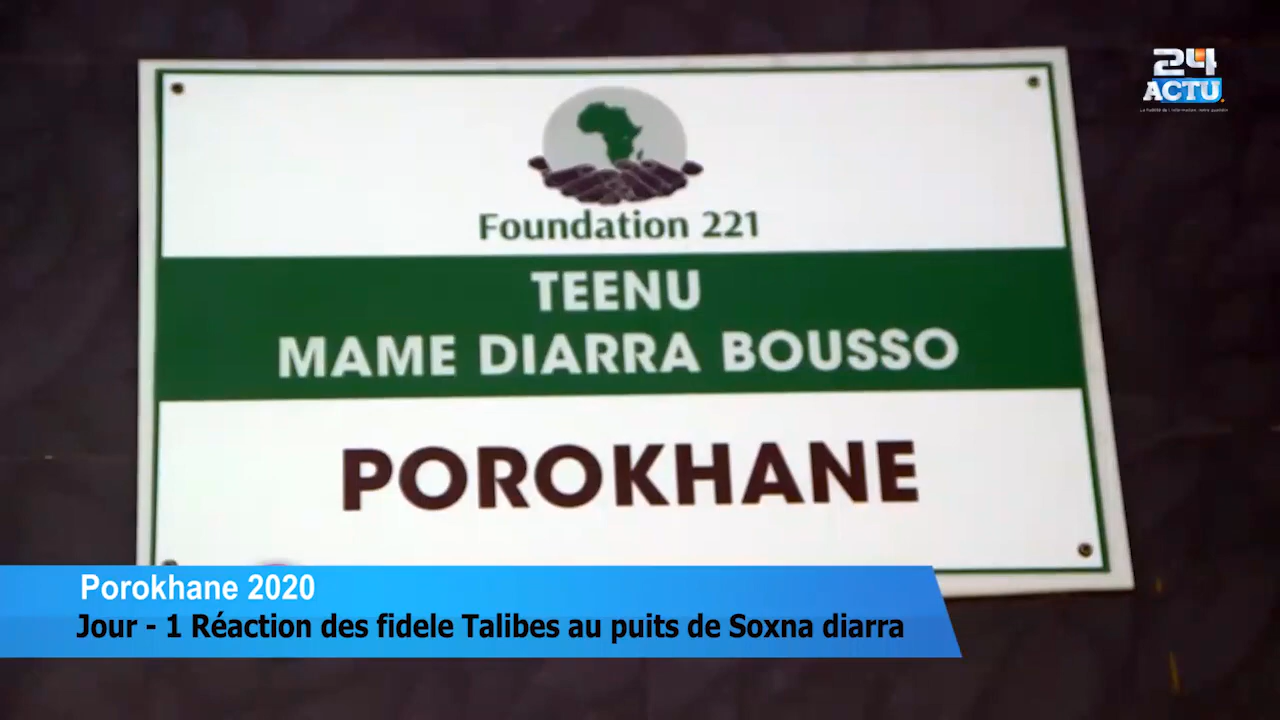 24
ACTU.
Foundation 221
TEENU
MAME DIARRA BOUSSO
POROKHANE
Porokhane 2020
Jour - 1 Réaction des fidele Talibes au puits de Soxna diarra